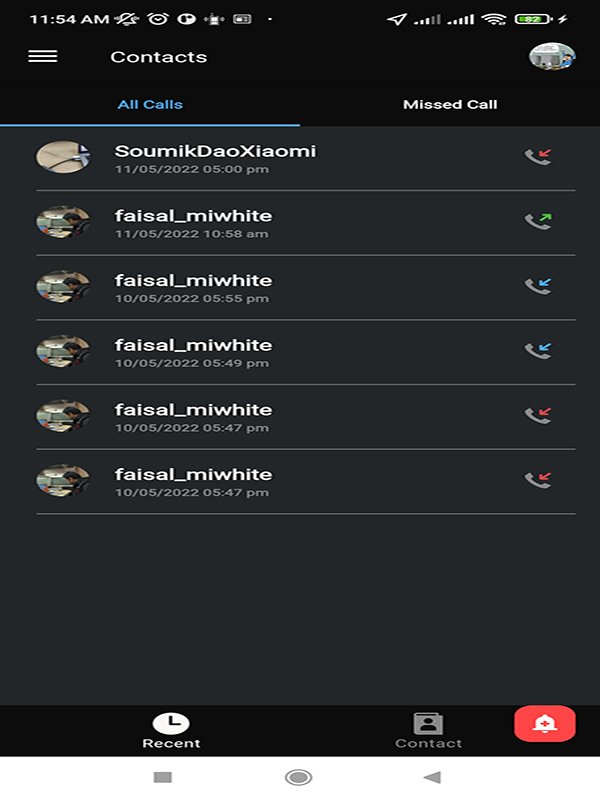 11:54 AM
82
Contacts
All Calls
Missed Call
SoumikDaoXiaomi
11/05/2022 05:00 pm
faisal_miwhite
11/05/2022 10:58 am
faisal_miwhite
10/05/2022 05:55 pm
faisal_miwhite
10/05/2022 05:49 pm
faisal_miwhite
10/05/2022 05:47 pm
faisal_miwhite
10/05/2022 05:47 pm
Recent
Contact